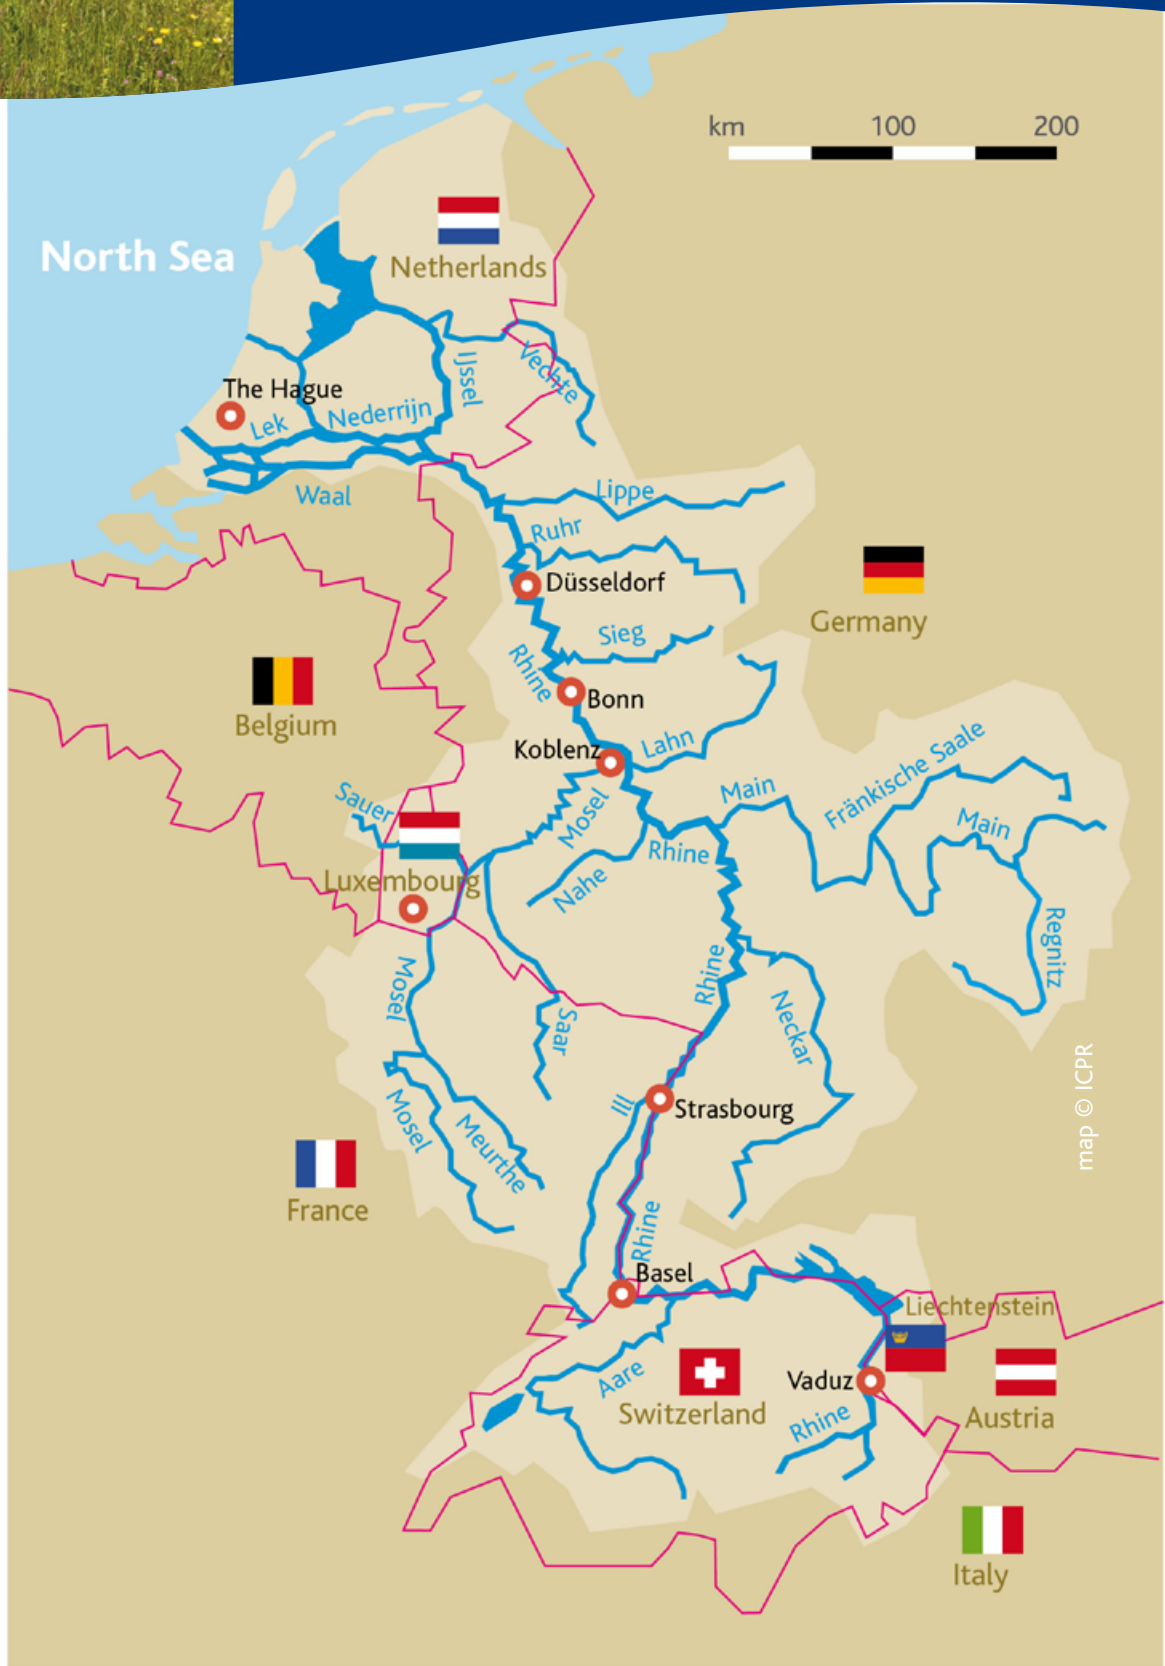 km 100 200
North Sea
Netherlands
IJssel
Vechte
The Hague
Lek
Nederrijn
Waal
Lippe
Ruhr
Düsseldorf
Germany
Sieg
Rhine
Belgium
Bonn
Koblenz
Lahn
Sauer
Mosel
Main
Fränkische Saale
Main
Rhine
Luxembourg
Nahe
Regnitz
Mosel
Rhine
Saar
Neckar
map © ICPR
Ill
Strasbourg
Mosel
Meurthe
France
Rhine
Basel
Liechtenstein
Aare
Vaduz
Switzerland
Rhine
Austria
Italy